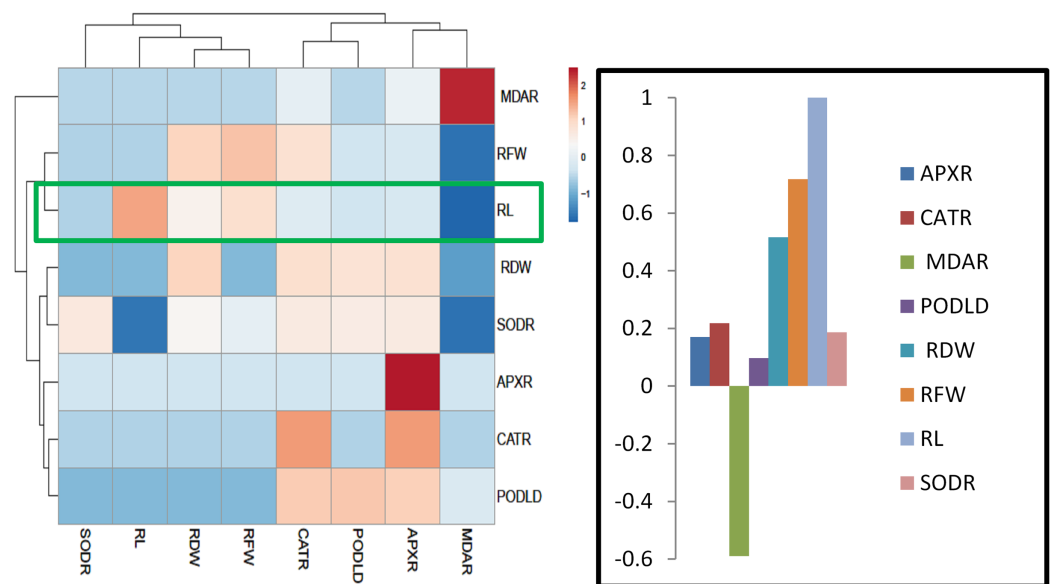 MDAR
RFW
RL
RDW
SODR
APXR
CATR
PODLD
SODR
RL
RDW
RFW
CATR
PODLD
APXR
MDAR
2
1
0
−1
1
0.8
0.6
0.4
0.2
0
-0.2
-0.4
-0.6
APXR
CATR
MDAR
PODLD
RDW
RFW
RL
SODR